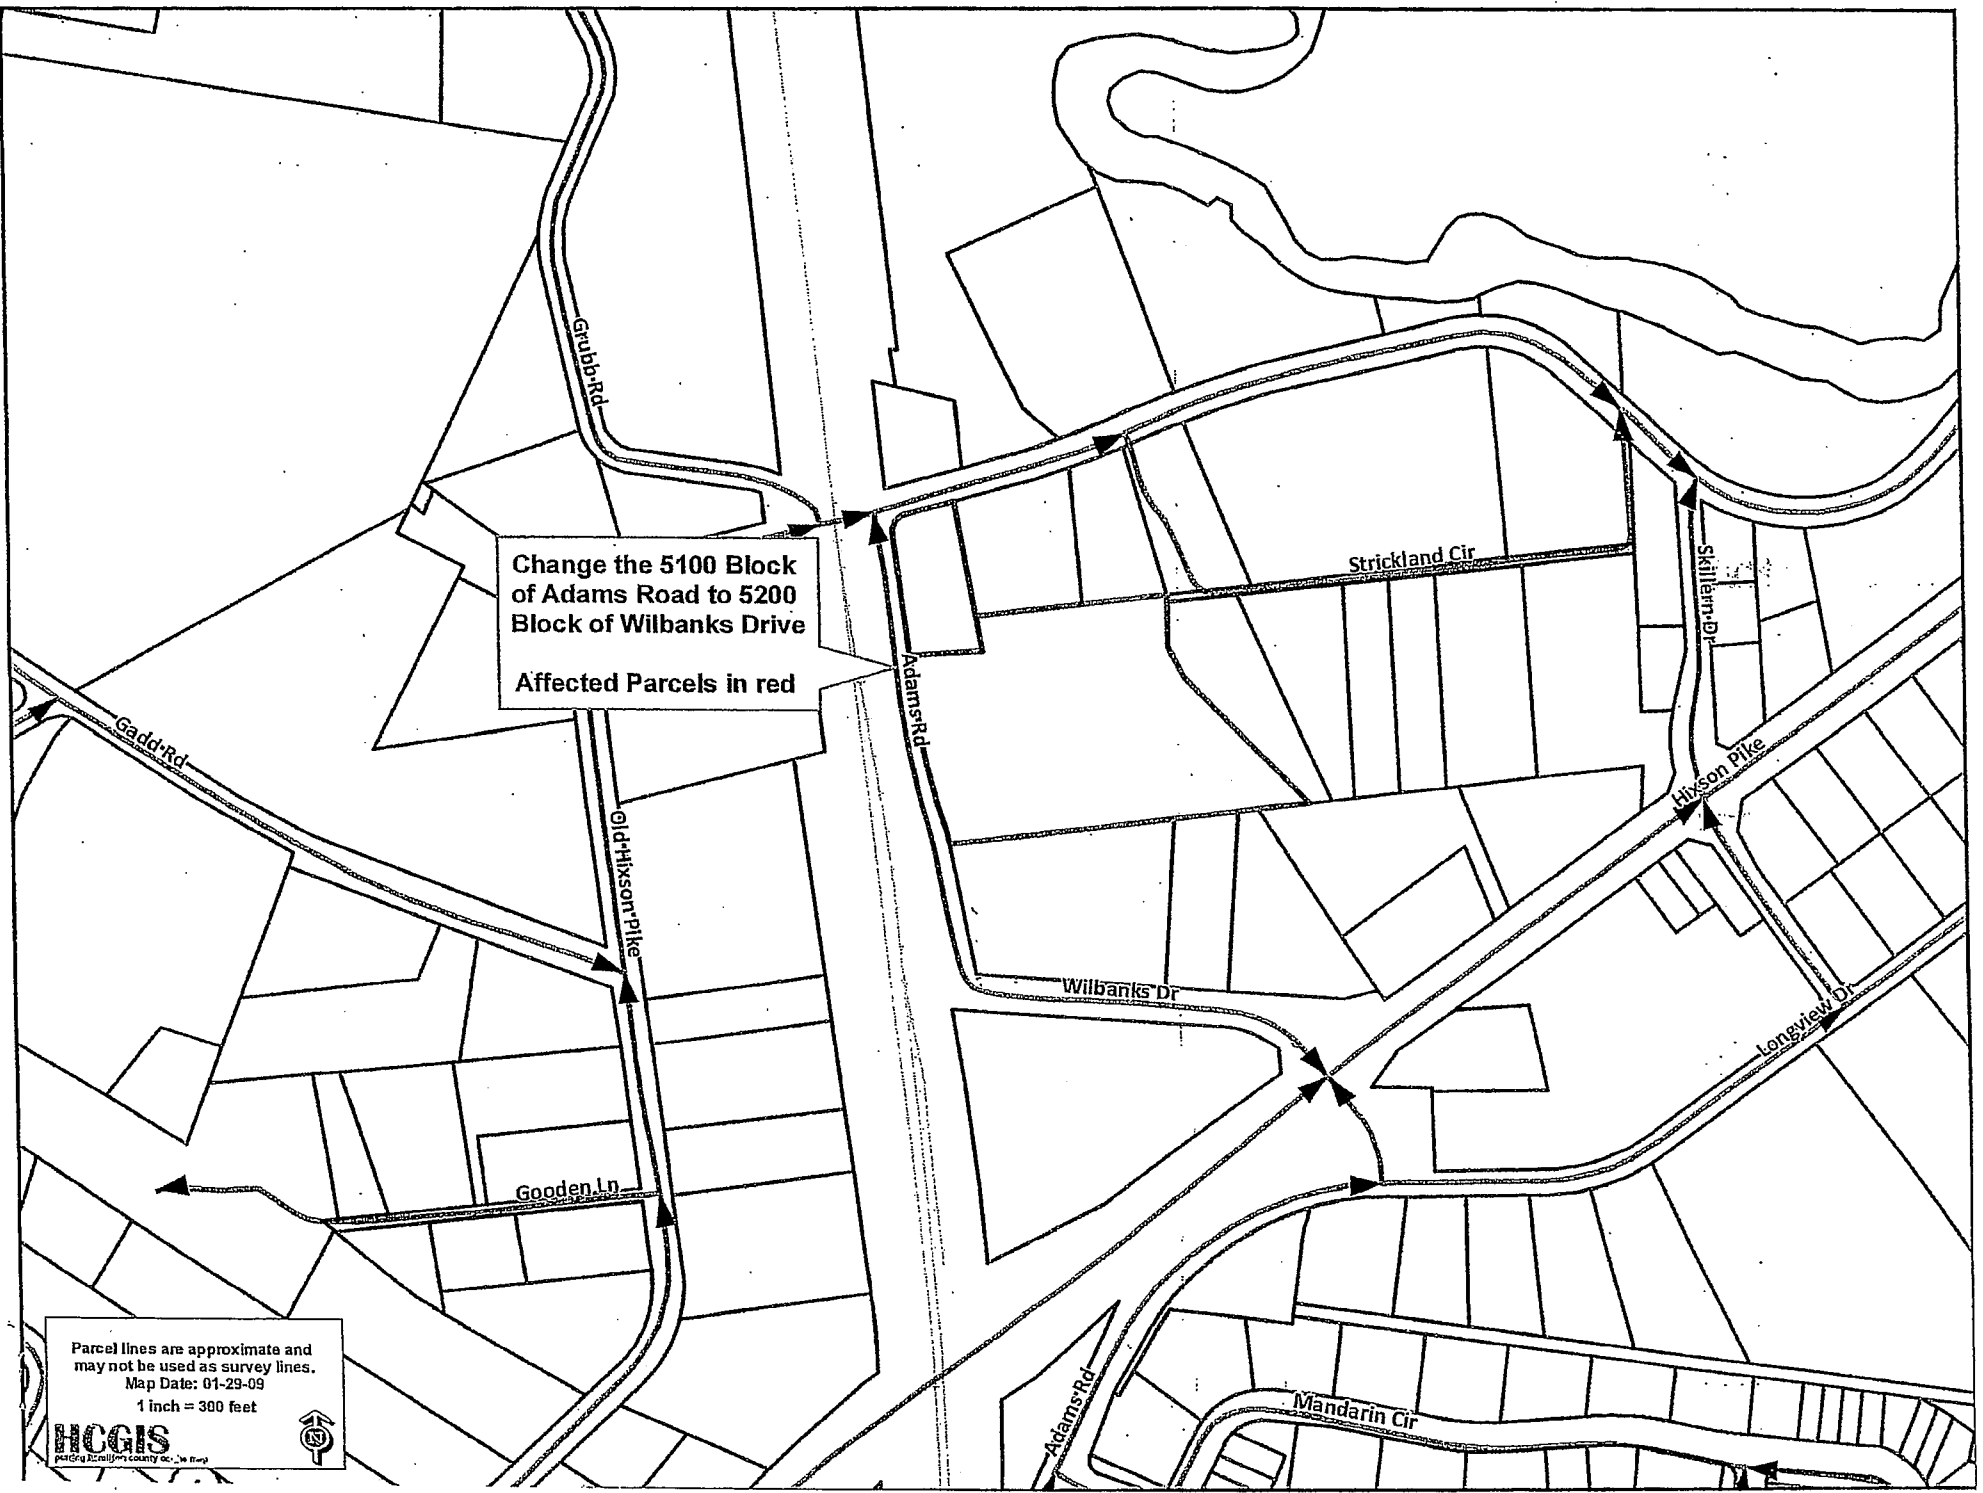 Grubb Rd
Change the 5100 Block
of Adams Road to 5200
Block of Wilbanks Drive
Affected Parcels in red
Strickland Cir
Skillern Dr
Adams Rd
Gadd Rd
Hixson Pike
Old Hixson Pike
Wilbanks Dr
Longview Dr
Gooden Ln
Parcel lines are approximate and
may not be used as survey lines.
Map Date: 01-29-09
1 inch = 300 feet
HCGIS
N
Adams Rd
Mandarin Cir